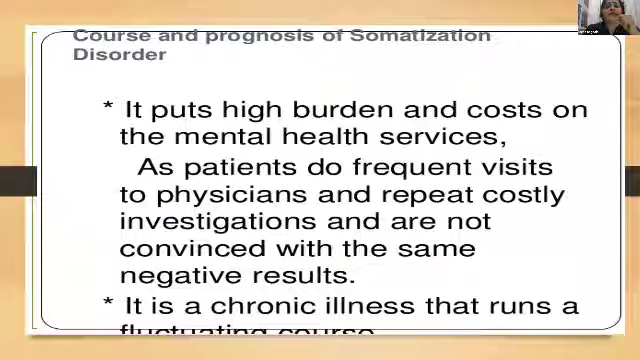 Course and prognosis of Somatization
Disorder
* It puts high burden and costs on
the mental health services,
As patients do frequent visits
to physicians and repeat costly
investigations and are not
convinced with the same
negative results.
* It is a chronic illness that runs a
fluctuating course